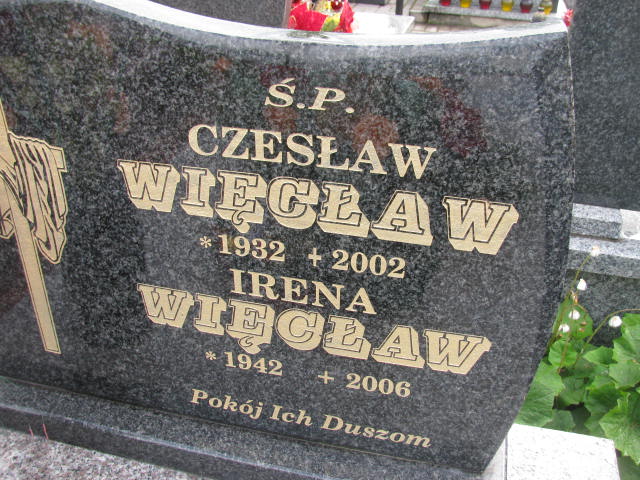 Ś.P.
CZESŁAW
WIĘCŁAW
* 1932 + 2002
IRENA
WIĘCŁAW
* 1942 + 2006
Pokój Ich Duszom